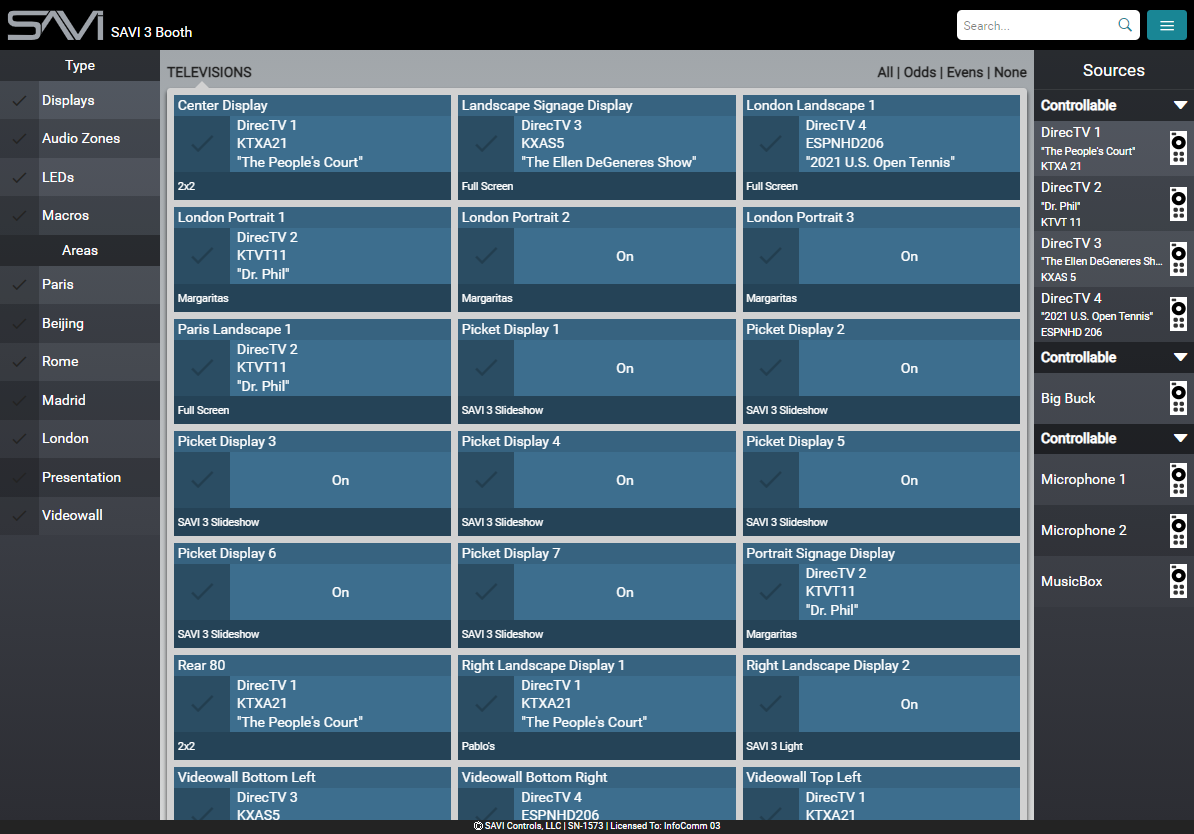 SAVI SAVI 3 Booth
Search...
Type
Displays
Audio Zones
LEDs
Macros
Areas
Paris
Beijing
Rome
Madrid
London
Presentation
Videowall
TELEVISIONS
All | Odds | Evens | None
Center Display
DirecTV 1
KTXA21
"The People's Court"
2x2
Landscape Signage Display
DirecTV 3
KXAS5
"The Ellen DeGeneres Show"
Full Screen
London Landscape 1
DirecTV 4
ESPNHD206
"2021 U.S. Open Tennis"
Full Screen
London Portrait 1
DirecTV 2
KTVT11
"Dr. Phil"
Margaritas
London Portrait 2
On
Margaritas
London Portrait 3
On
Margaritas
Paris Landscape 1
DirecTV 2
KTVT11
"Dr. Phil"
Full Screen
Picket Display 1
On
SAVI 3 Slideshow
Picket Display 2
On
SAVI 3 Slideshow
Picket Display 3
On
SAVI 3 Slideshow
Picket Display 4
On
SAVI 3 Slideshow
Picket Display 5
On
SAVI 3 Slideshow
Picket Display 6
On
SAVI 3 Slideshow
Picket Display 7
On
SAVI 3 Slideshow
Portrait Signage Display
DirecTV 2
KTVT11
"Dr. Phil"
Margaritas
Rear 80
DirecTV 1
KTXA21
"The People's Court"
2x2
Right Landscape Display 1
DirecTV 1
KTXA21
"The People's Court"
Pablo's
Right Landscape Display 2
On
SAVI 3 Light
Videowall Bottom Left
DirecTV 3
KXAS5
Videowall Bottom Right
DirecTV 4
ESPNHD206
Videowall Top Left
DirecTV 1
KTXA21
Sources
Controllable
DirecTV 1
"The People's Court"
KTXA 21
DirecTV 2
"Dr. Phil"
KTVT 11
DirecTV 3
"The Ellen DeGeneres Sh...
KXAS 5
DirecTV 4
"2021 U.S. Open Tennis"
ESPNHD 206
Controllable
Big Buck
Controllable
Microphone 1
Microphone 2
MusicBox
© SAVI Controls, LLC | SN-1573 | Licensed To: InfoComm 03